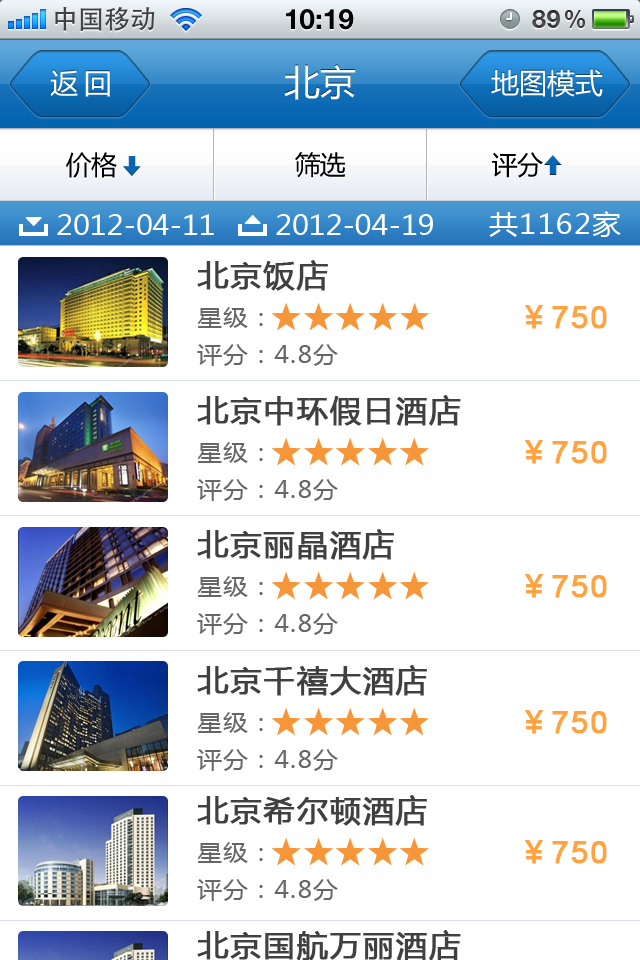 中国移动 10:19 89%
返回 北京 地图模式
价格 筛选 评分
2012-04-11 2012-04-19 共1162家
北京饭店
星级：
¥750
评分：4.8分
北京中环假日酒店
星级：
¥750
评分：4.8分
北京丽晶酒店
星级：
¥750
评分：4.8分
北京千禧大酒店
星级：
¥750
评分：4.8分
北京希尔顿酒店
星级：
¥750
评分：4.8分
北京国航万丽酒店